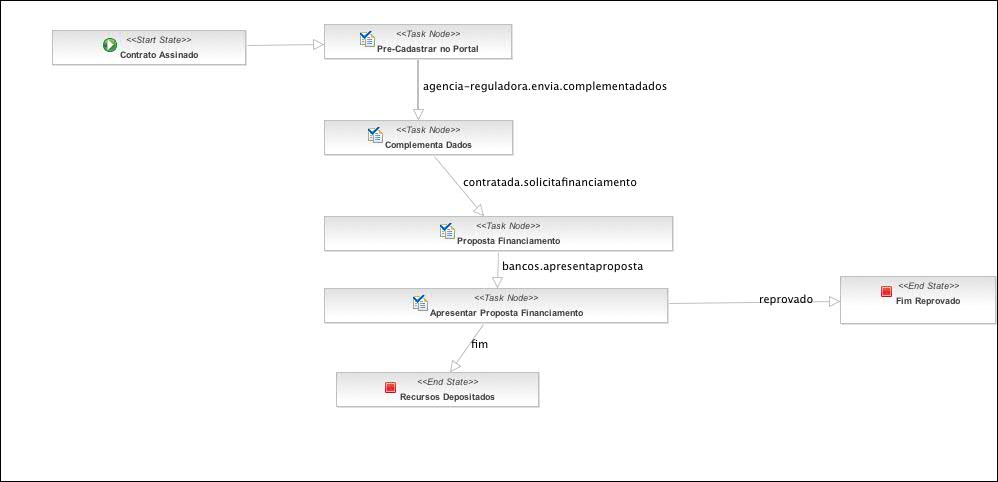 <<Start State>>
Contrato Assinado
<<Task Node>>
Pre-Cadastrar no Portal
agencia-reguladora.envia.complementadados
<<Task Node>>
Complementa Dados
contratada.solicitafinanciamento
<<Task Node>>
Proposta Financiamento
bancos.apresentaproposta
<<Task Node>>
Apresentar Proposta Financiamento
reprovado
<<End State>>
Fim Reprovado
fim
<<End State>>
Recursos Depositados